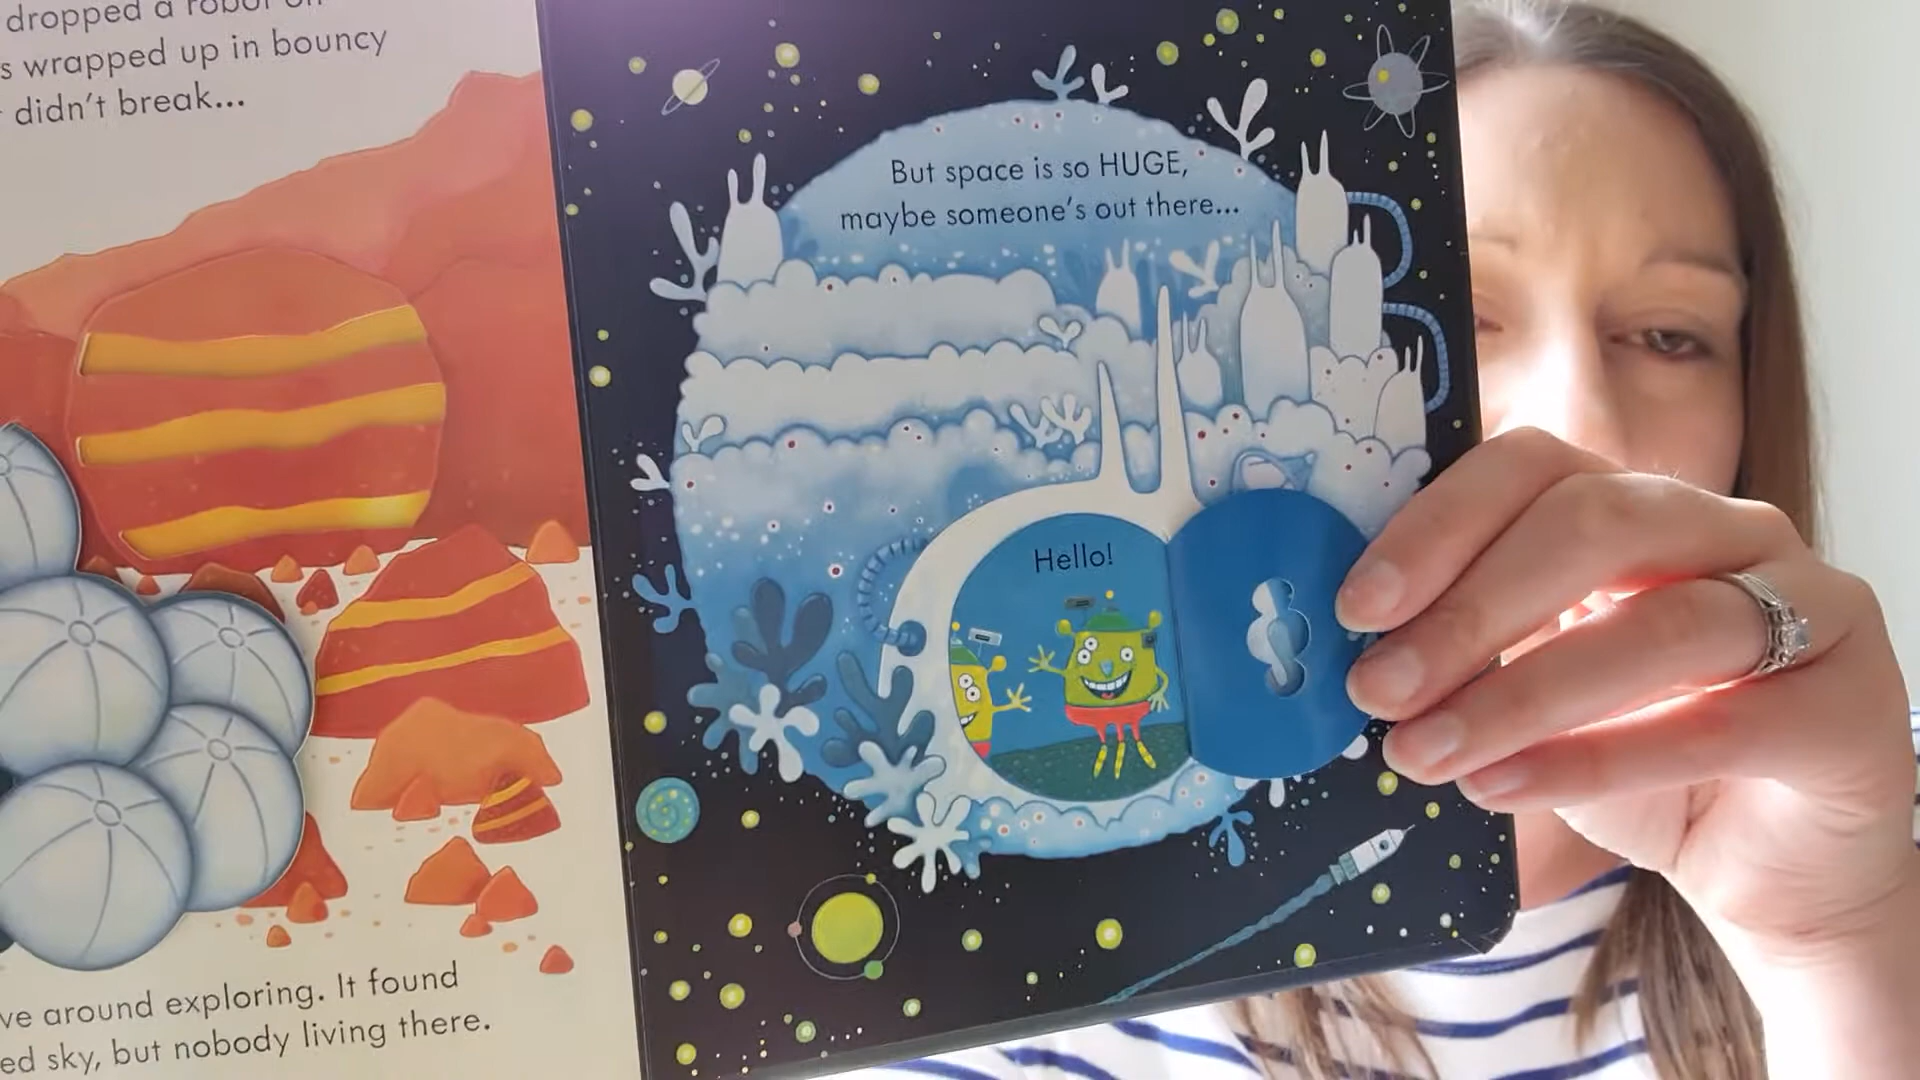 dropped a robot on
s wrapped up in bouncy
didn't break...
ve around exploring. It found
ed sky, but nobody living there.
But space is so HUGE,
maybe someone's out there...
Hello!